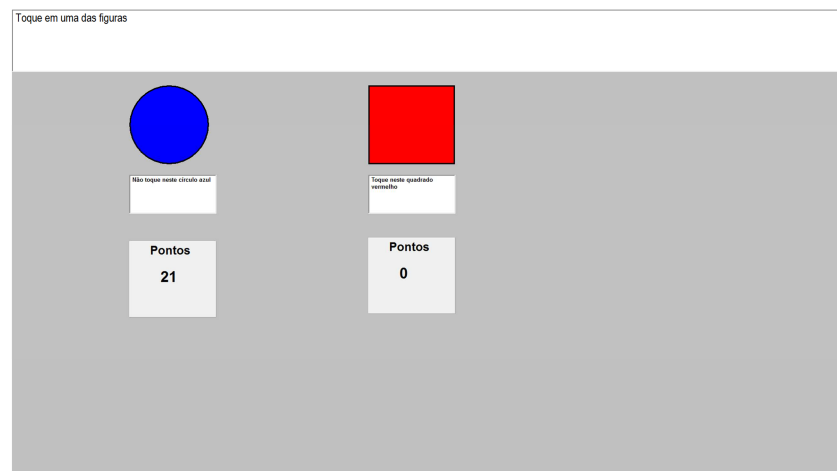 Toque em uma das figuras
Não toque neste círculo azul
Toque neste quadrado
vermelho
Pontos
21
Pontos
0